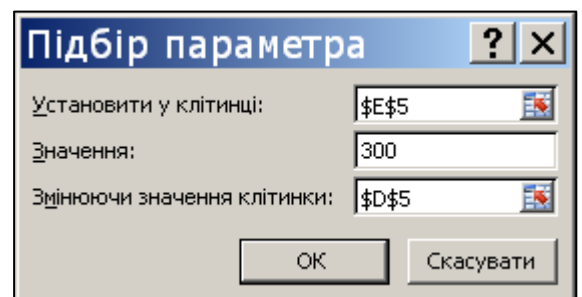 Підбір параметра ? ×
Установити у клітинці: $E$5
Значення: 300
Змінюючи значення клітинки: $D$5
ОК Скасувати